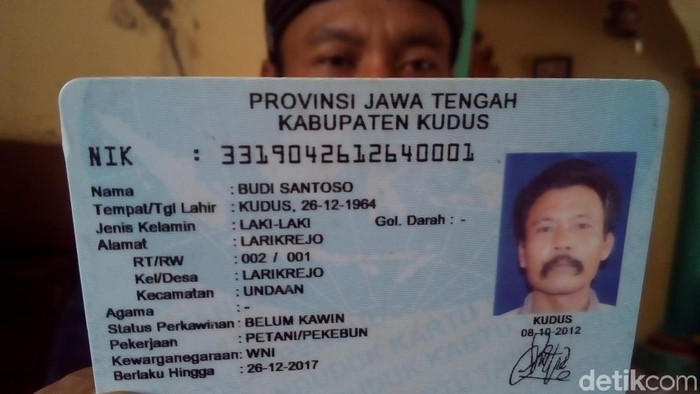 PROVINSI JAWA TENGAH
KABUPATEN KUDUS
NIK : 3319042612640001
Nama : BUDI SANTOSO
Tempat/Tgl Lahir : KUDUS, 26-12-1964
Jenis Kelamin : LAKI-LAKI Gol. Darah : -
Alamat : LARIKREJO
RT/RW : 002 / 001
Kel/Desa : LARIKREJO
Kecamatan : UNDAAN
Agama : -
Status Perkawinan: BELUM KAWIN
Pekerjaan : PETANI/PEKEBUN
Kewarganegaraan: WNI
Berlaku Hingga : 26-12-2017
KUDUS
08-10-2012
detikcom